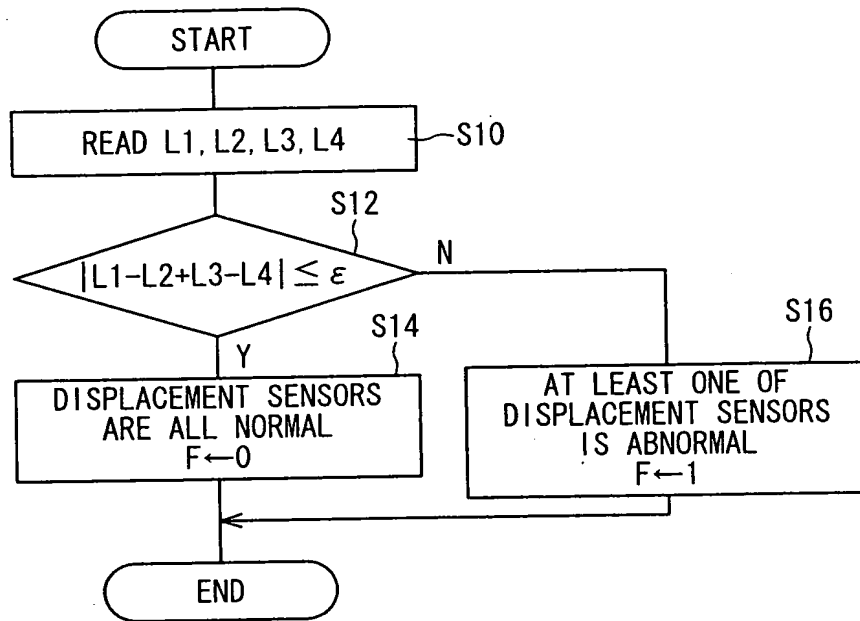 START
READ L1, L2, L3, L4
S10
S12
|L1-L2+L3-L4| ≤ ε
N
Y
S14
DISPLACEMENT SENSORS
ARE ALL NORMAL
F←0
S16
AT LEAST ONE OF
DISPLACEMENT SENSORS
IS ABNORMAL
F←1
END